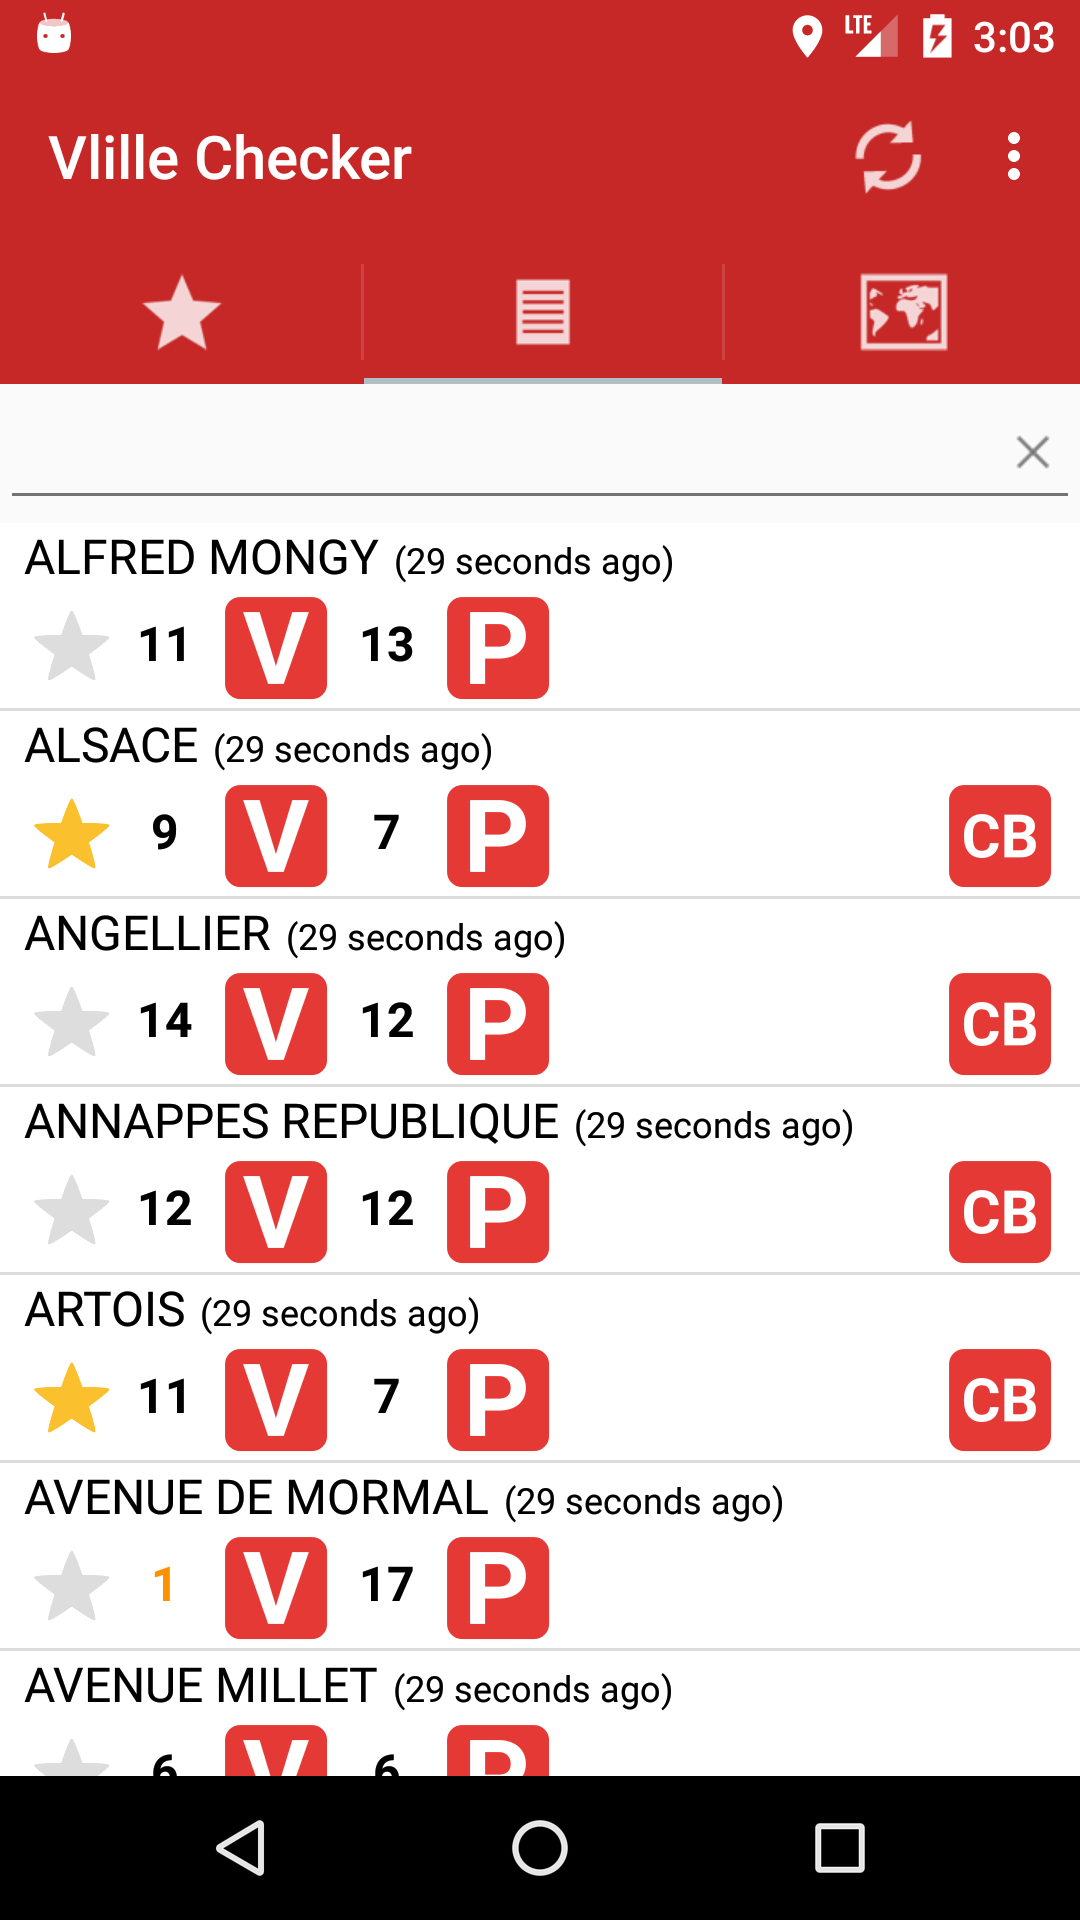 LTE 3:03
Vlille Checker
ALFRED MONGY (29 seconds ago)
11 V 13 P
ALSACE (29 seconds ago)
9 V 7 P CB
ANGELLIER (29 seconds ago)
14 V 12 P CB
ANNAPPES REPUBLIQUE (29 seconds ago)
12 V 12 P CB
ARTOIS (29 seconds ago)
11 V 7 P CB
AVENUE DE MORMAL (29 seconds ago)
1 V 17 P
AVENUE MILLET (29 seconds ago)
6 V 6 P